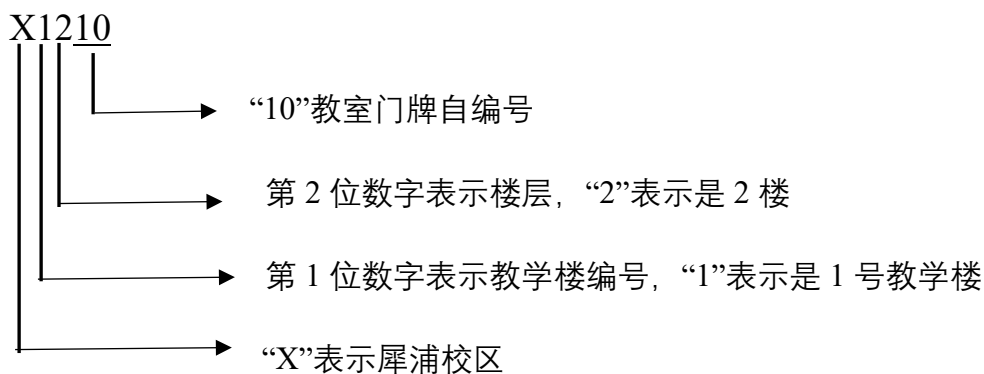 X1210
“10”教室门牌自编号
第 2 位数字表示楼层，“2”表示是 2 楼
第 1 位数字表示教学楼编号，“1”表示是 1 号教学楼
“X”表示犀浦校区